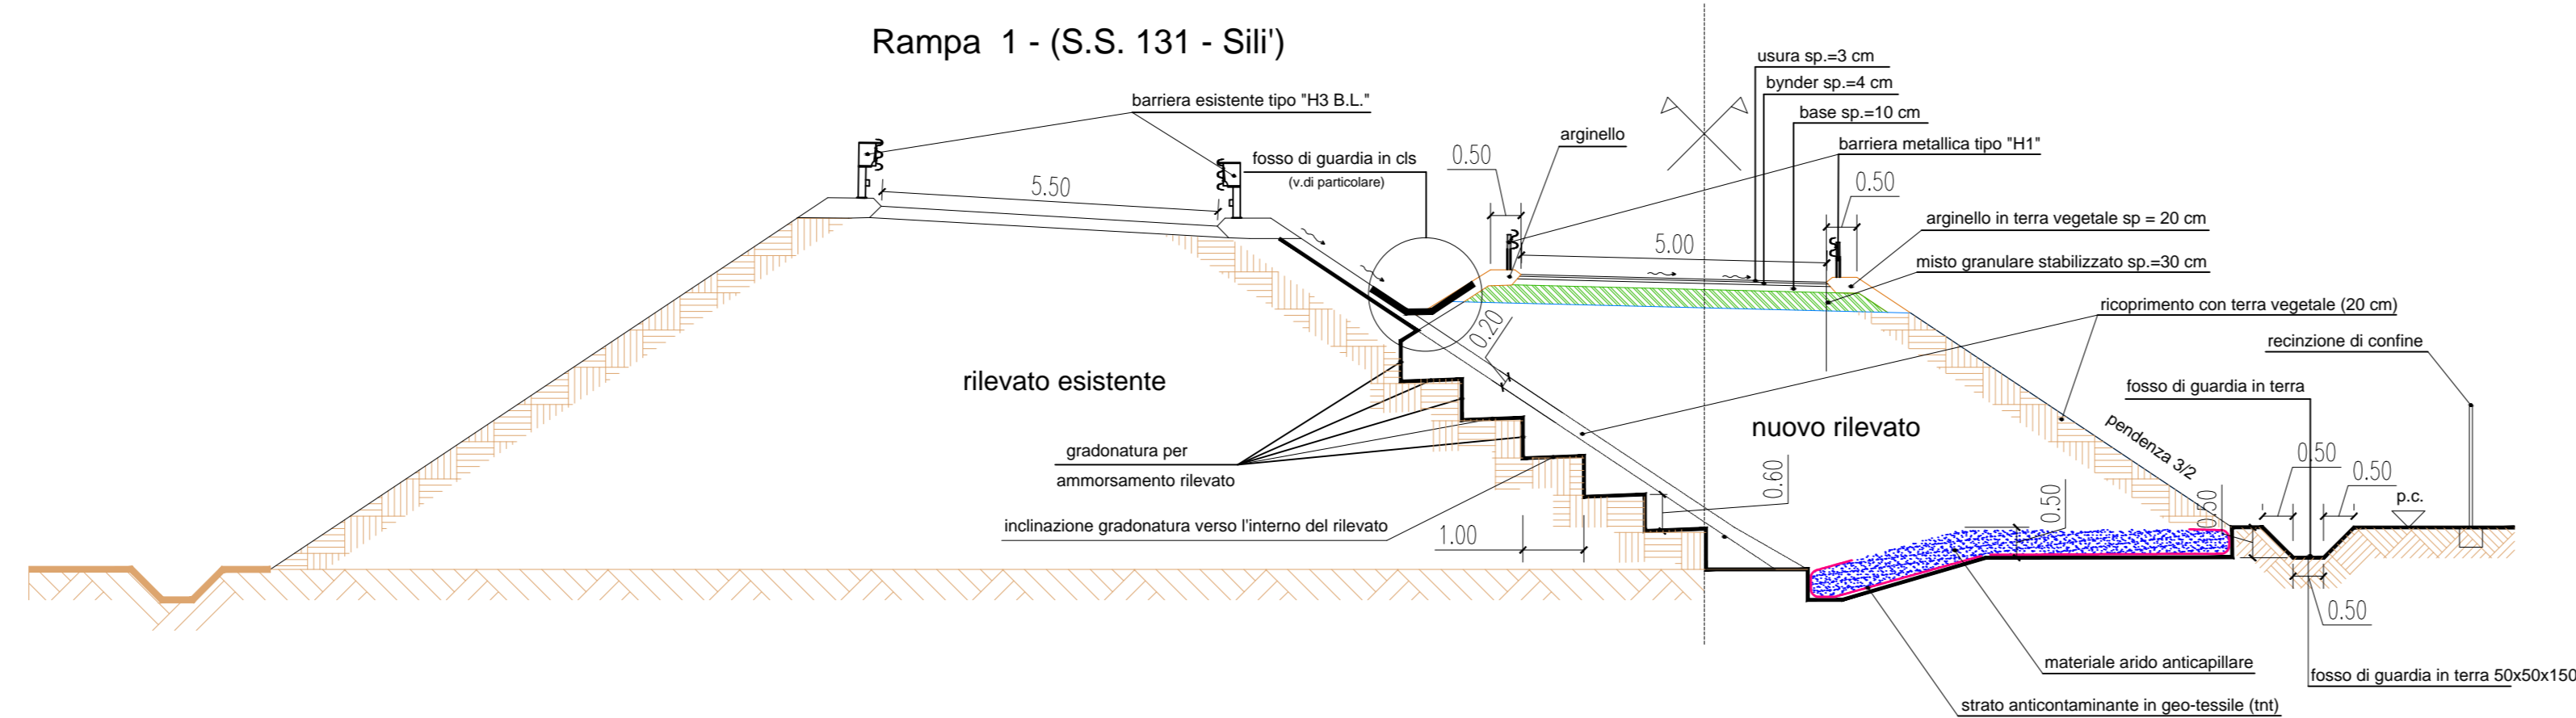 Rampa 1 - (S.S. 131 - Sili')
usura sp.=3 cm
bynder sp.=4 cm
base sp.=10 cm
barriera esistente tipo "H3 B.L."
arginello
barriera metallica tipo "H1"
fosso di guardia in cls
(v.di particolare)
0.50
0.50
5.50
5.00
arginello in terra vegetale sp = 20 cm
misto granulare stabilizzato sp.=30 cm
ricoprimento con terra vegetale (20 cm)
recinzione di confine
0.20
rilevato esistente
fosso di guardia in terra
nuovo rilevato
pendenza 3/2
gradonatura per
ammorsamento rilevato
0.60
0.50
0.50
0.50
0.50
p.c.
inclinazione gradonatura verso l'interno del rilevato
1.00
0.50
materiale arido anticapillare
fosso di guardia in terra 50x50x150
strato anticontaminante in geo-tessile (tnt)